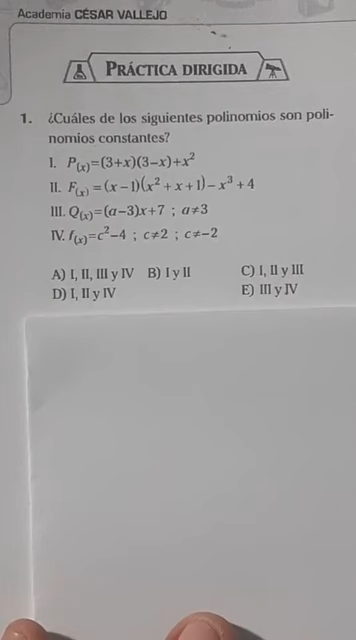 Academia CÉSAR VALLEJO
PRÁCTICA DIRIGIDA
1. ¿Cuáles de los siguientes polinomios son poli-
nomios constantes?
I. P(x)=(3+x)(3−x)+x²
II. F(x)=(x−1)(x²+x+1)−x³+4
III. Q(x)=(a−3)x+7 ; a≠3
IV. f(x)=c²−4 ; c≠2 ; c≠−2
A) I, II, III y IV B) I y II C) I, II y III
D) I, II y IV E) III y IV